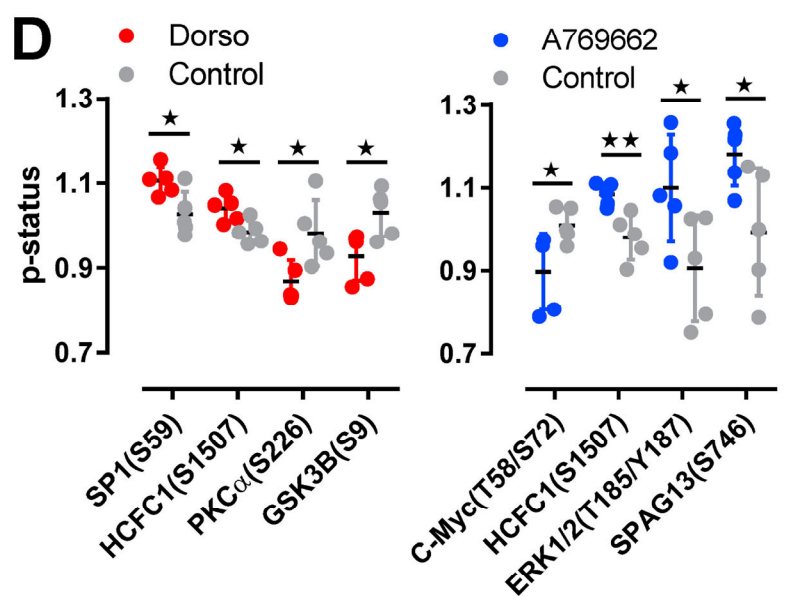 D
Dorso
Control
A769662
Control
p-status
1.3
1.1
0.9
0.7
★
★
★
★
SP1(S59)
HCFC1(S1507)
PKCα(S226)
GSK3B(S9)
1.3
1.1
0.9
0.7
★
★★
★
★
C-Myc(T58/S72)
HCFC1(S1507)
ERK1/2(T185/Y187)
SPAG13(S746)